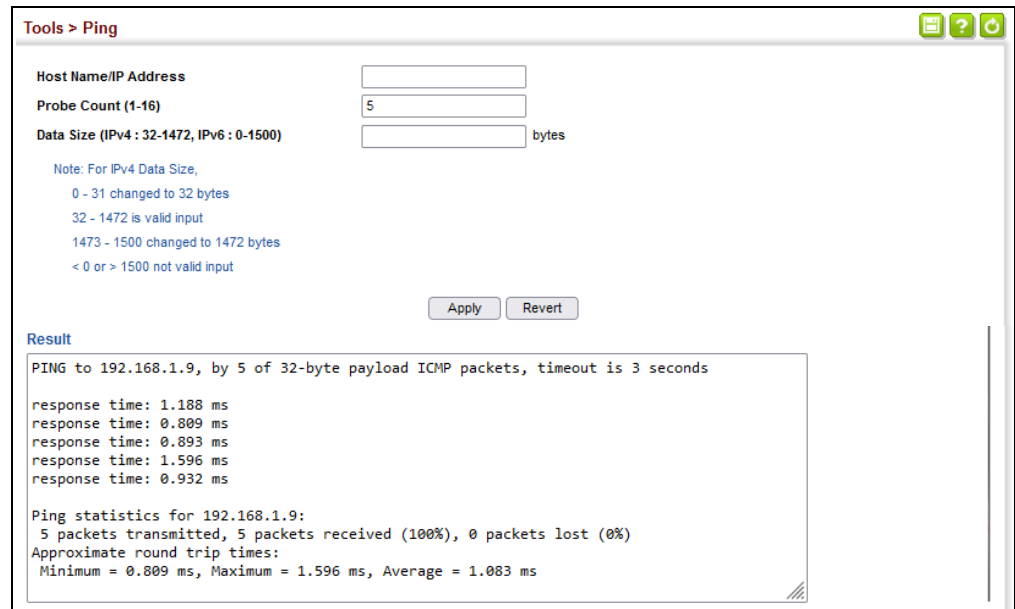 Tools > Ping
?
Host Name/IP Address
Probe Count (1-16) 5
Data Size (IPv4 : 32-1472, IPv6 : 0-1500) bytes
Note: For IPv4 Data Size,
0 - 31 changed to 32 bytes
32 - 1472 is valid input
1473 - 1500 changed to 1472 bytes
< 0 or > 1500 not valid input
Apply Revert
Result
PING to 192.168.1.9, by 5 of 32-byte payload ICMP packets, timeout is 3 seconds
response time: 1.188 ms
response time: 0.809 ms
response time: 0.893 ms
response time: 1.596 ms
response time: 0.932 ms
Ping statistics for 192.168.1.9:
5 packets transmitted, 5 packets received (100%), 0 packets lost (0%)
Approximate round trip times:
Minimum = 0.809 ms, Maximum = 1.596 ms, Average = 1.083 ms